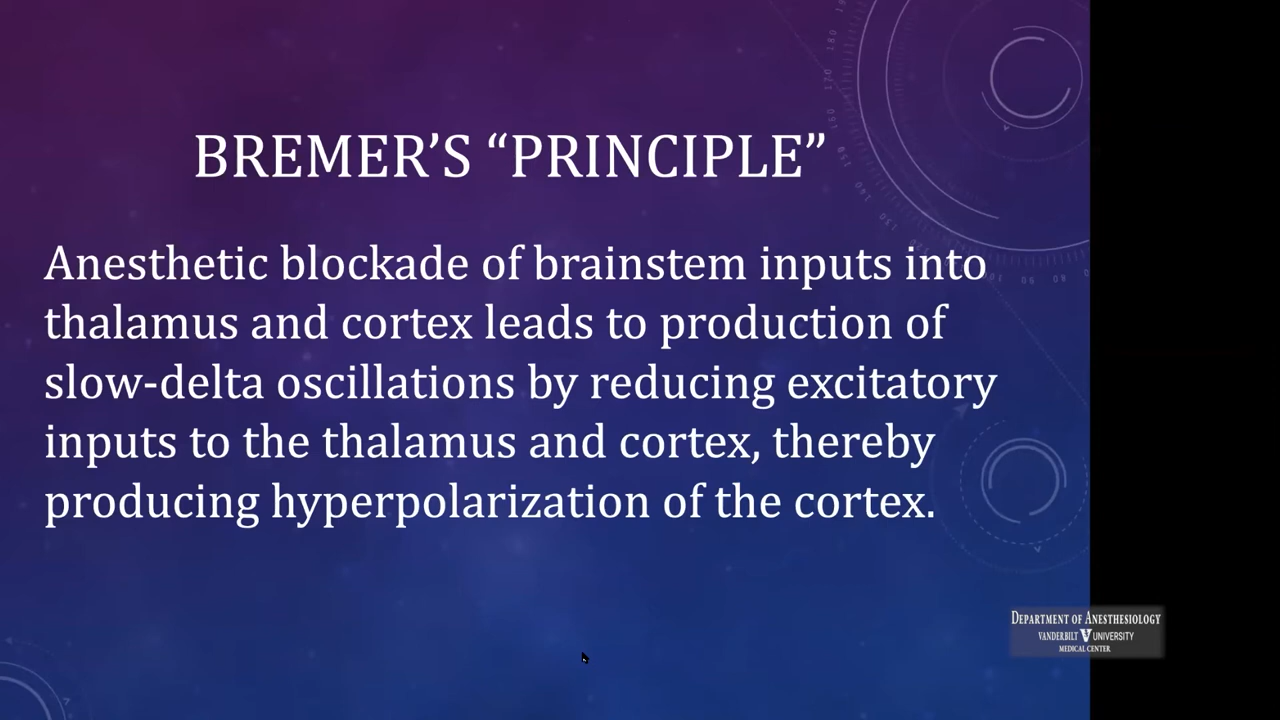 BREMER’S “PRINCIPLE”
Anesthetic blockade of brainstem inputs into
thalamus and cortex leads to production of
slow-delta oscillations by reducing excitatory
inputs to the thalamus and cortex, thereby
producing hyperpolarization of the cortex.
DEPARTMENT OF ANESTHESIOLOGY
VANDERBILT UNIVERSITY
MEDICAL CENTER